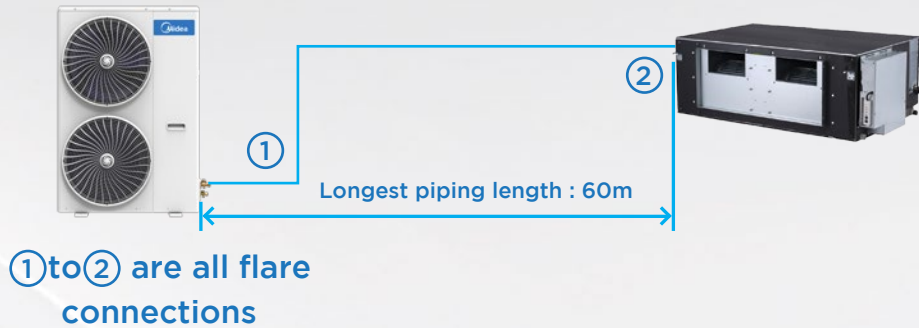 Midea
②
①
Longest piping length : 60m
①to② are all flare
connections